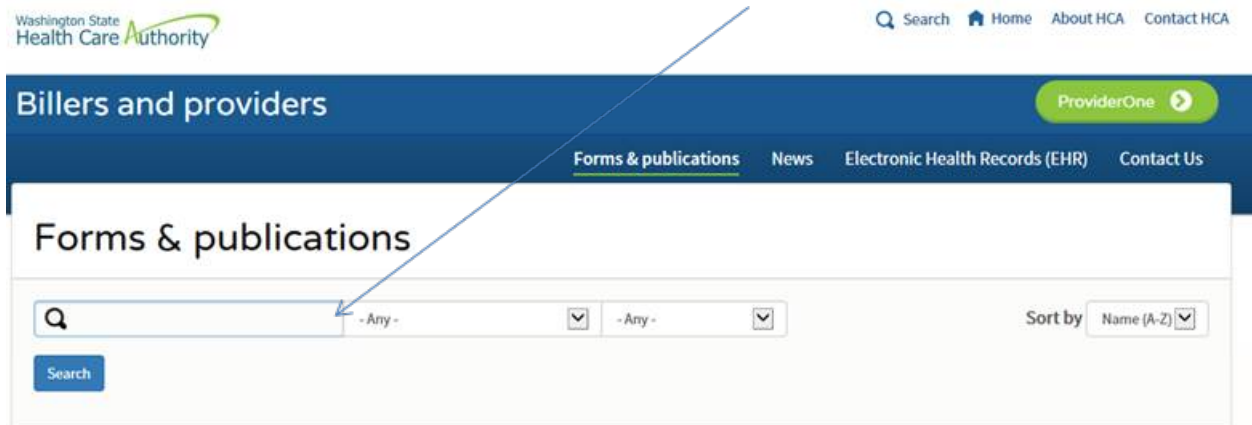 Washington State
Health Care Authority
Search Home About HCA Contact HCA
Billers and providers
ProviderOne
Forms & publications News Electronic Health Records (EHR) Contact Us
Forms & publications
- Any - - Any - Sort by Name (A-Z)
Search